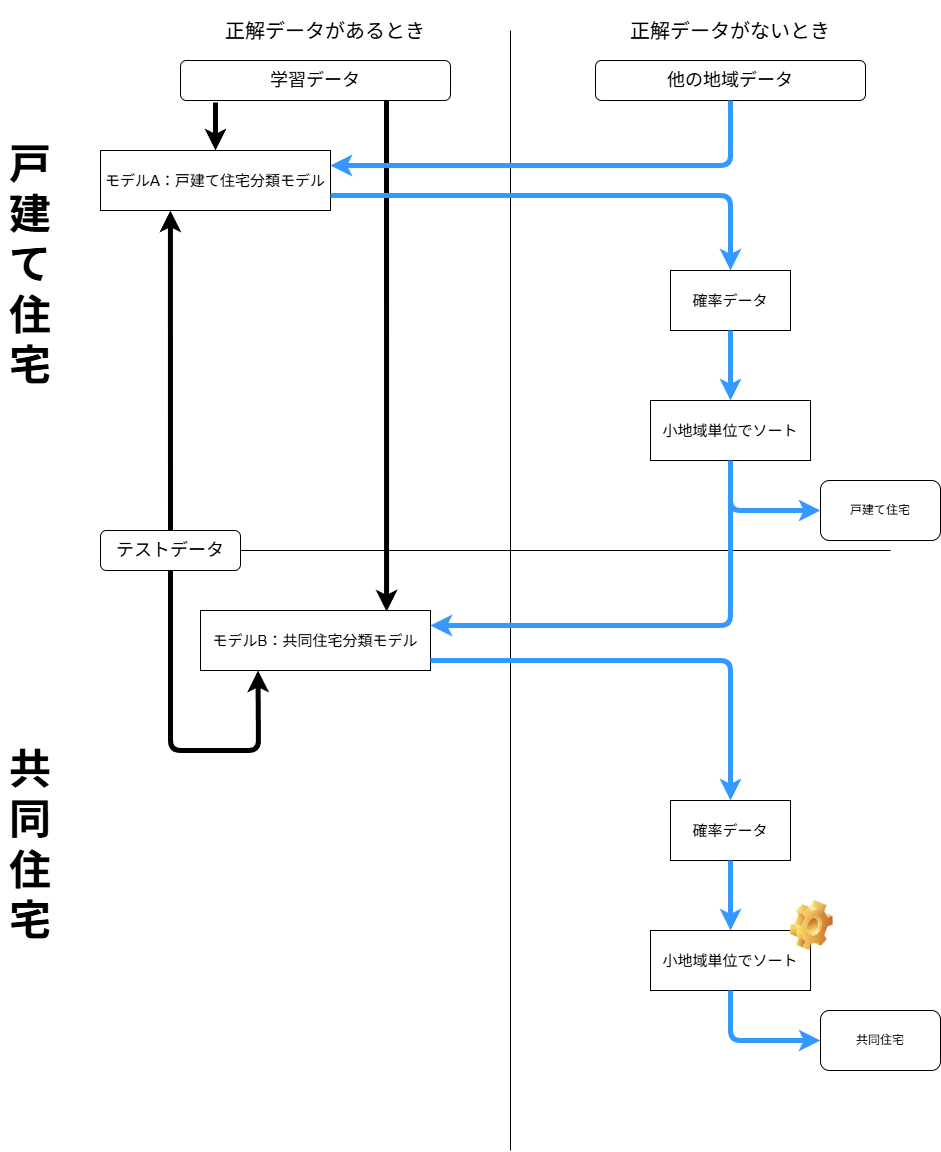 正解データがあるとき
正解データがないとき
学習データ
他の地域データ
戸建て住宅
モデルA：戸建て住宅分類モデル
確率データ
小地域単位でソート
戸建て住宅
テストデータ
モデルB：共同住宅分類モデル
共同住宅
確率データ
小地域単位でソート
共同住宅